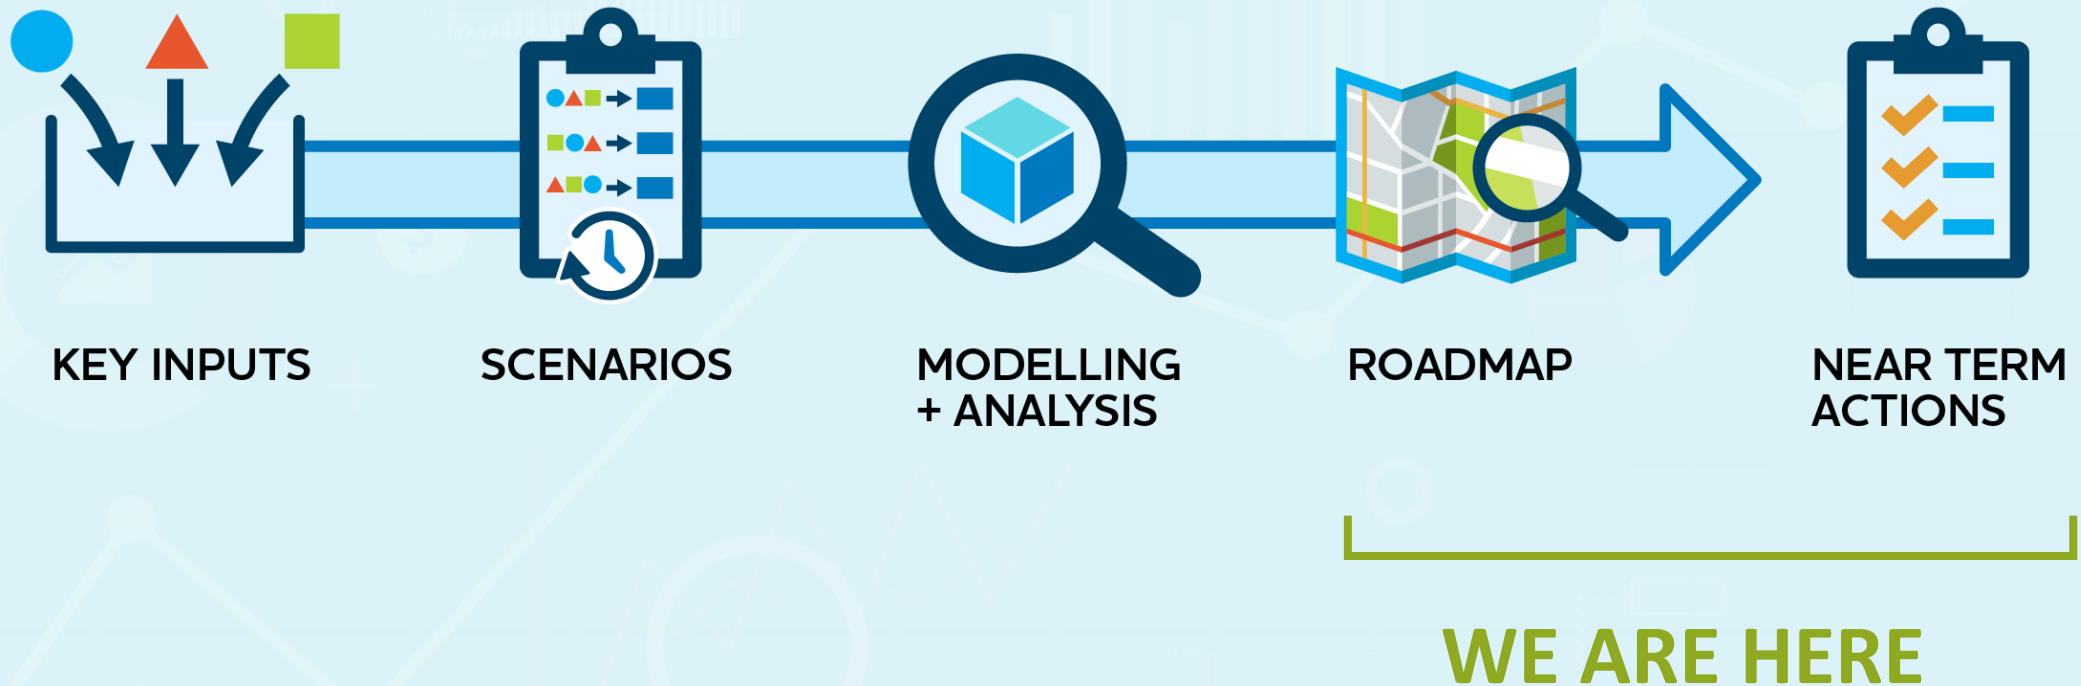 KEY INPUTS
SCENARIOS
MODELLING
+ ANALYSIS
ROADMAP
NEAR TERM
ACTIONS
WE ARE HERE